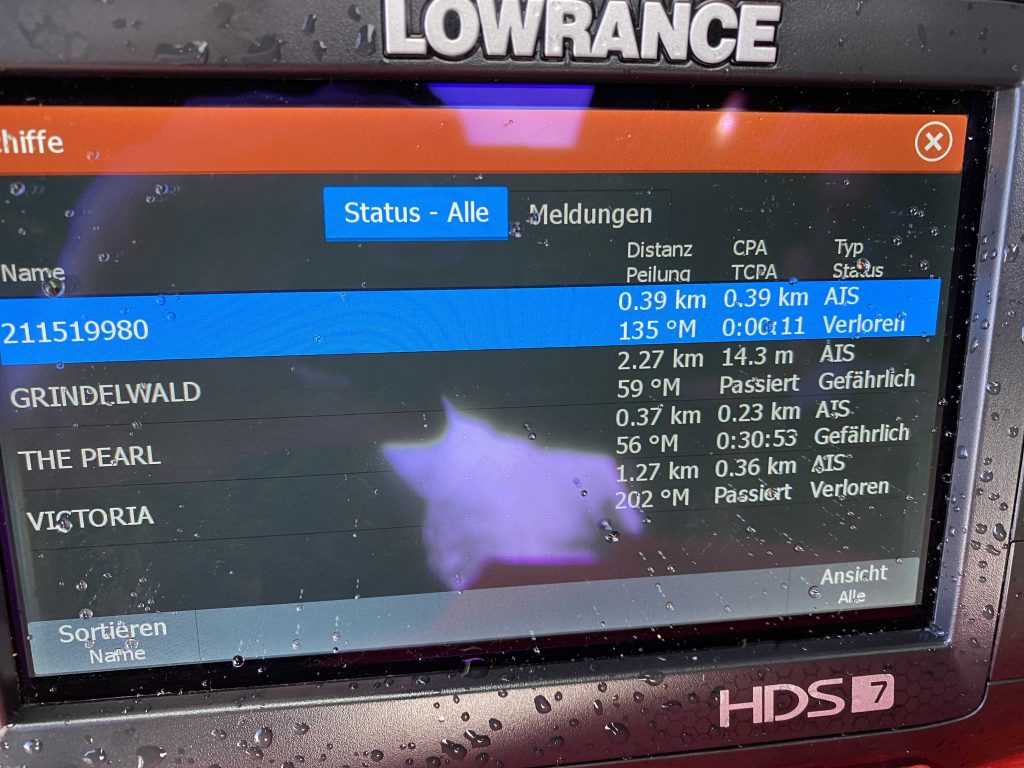 LOWRANCE
chiffe
Status - Alle Meldungen
Name Distanz CPA Typ
Peilung TCPA Status
211519980 0.39 km 0.39 km AIS
135 °M 0:00:11 Verloren
GRINDELWALD 2.27 km 14.3 m AIS
59 °M Passiert Gefährlich
THE PEARL 0.37 km 0.23 km AIS
56 °M 0:30:53 Gefährlich
VICTORIA 1.27 km 0.36 km AIS
202 °M Passiert Verloren
Sortieren Ansicht
Name Alle
HDS 7